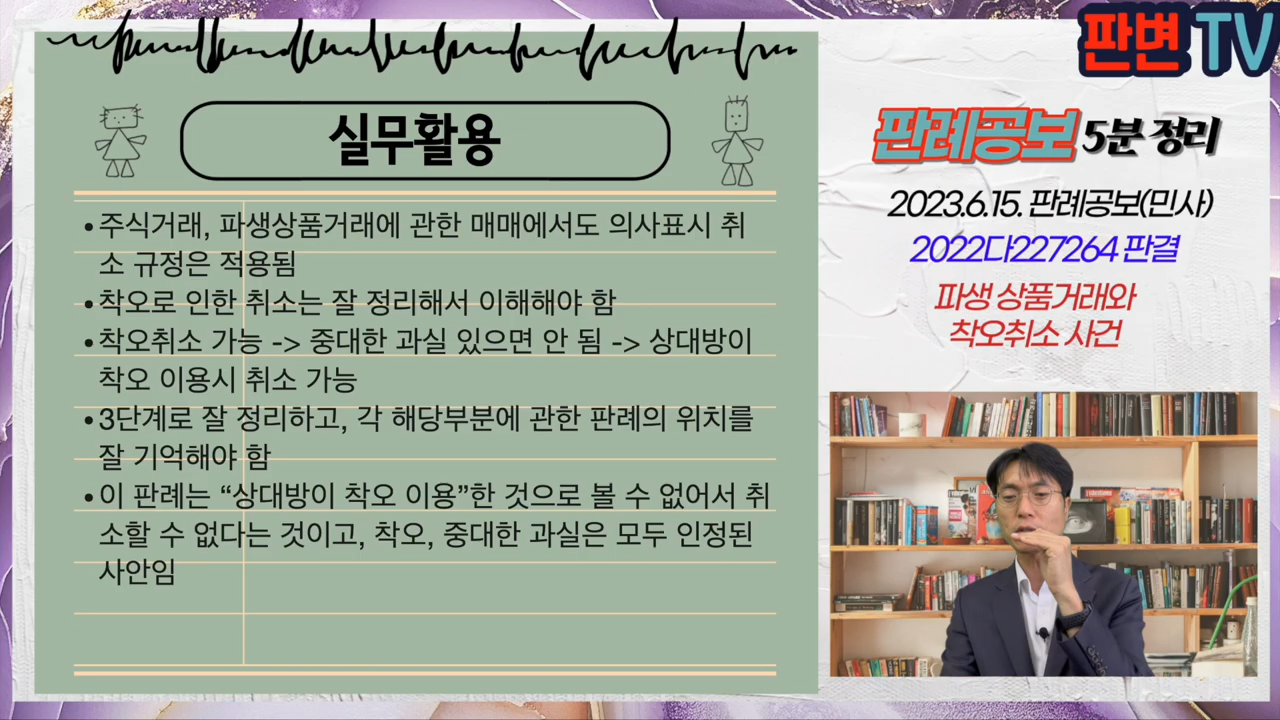 판변 TV
실무활용
• 주식거래, 파생상품거래에 관한 매매에서도 의사표시 취
소 규정은 적용됨
• 착오로 인한 취소는 잘 정리해서 이해해야 함
• 착오취소 가능 -> 중대한 과실 있으면 안 됨 -> 상대방이
착오 이용시 취소 가능
• 3단계로 잘 정리하고, 각 해당부분에 관한 판례의 위치를
잘 기억해야 함
• 이 판례는 “상대방이 착오 이용”한 것으로 볼 수 없어서 취
소할 수 없다는 것이고, 착오, 중대한 과실은 모두 인정된
사안임
판례공보 5분 정리
2023.6.15. 판례공보(민사)
2022다227264 판결
파생 상품거래와
착오취소 사건